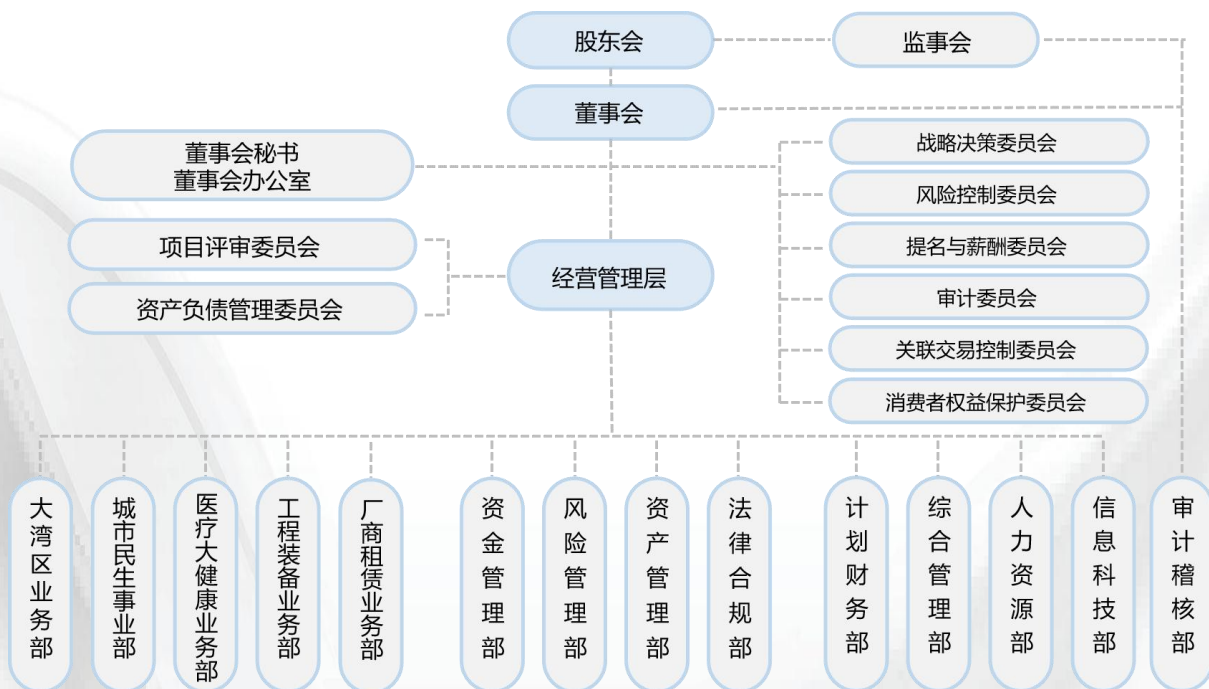 股东会
监事会
董事会
董事会秘书
董事会办公室
战略决策委员会
风险控制委员会
项目评审委员会
提名与薪酬委员会
经营管理层
资产负债管理委员会
审计委员会
关联交易控制委员会
消费者权益保护委员会
大湾区业务部
城市民生事业部
医疗大健康业务部
工程装备业务部
厂商租赁业务部
资金管理部
风险管理部
资产管理部
法律合规部
计划财务部
综合管理部
人力资源部
信息科技部
审计稽核部